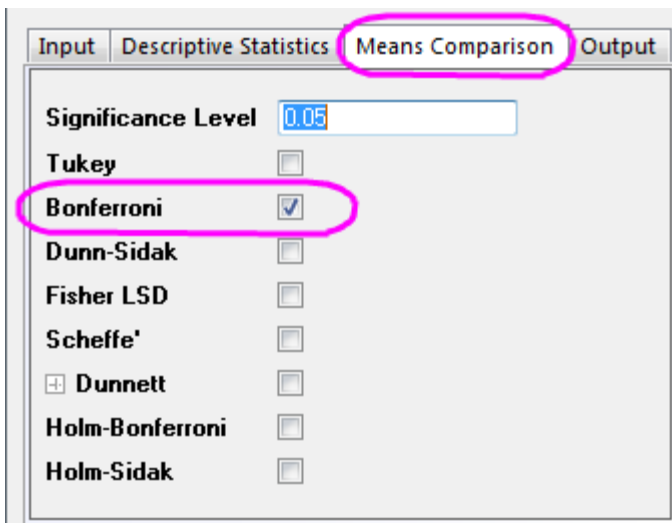 Input Descriptive Statistics Means Comparison Output
Significance Level 0.05
Tukey
Bonferroni
Dunn-Sidak
Fisher LSD
Scheffe'
Dunnett
Holm-Bonferroni
Holm-Sidak